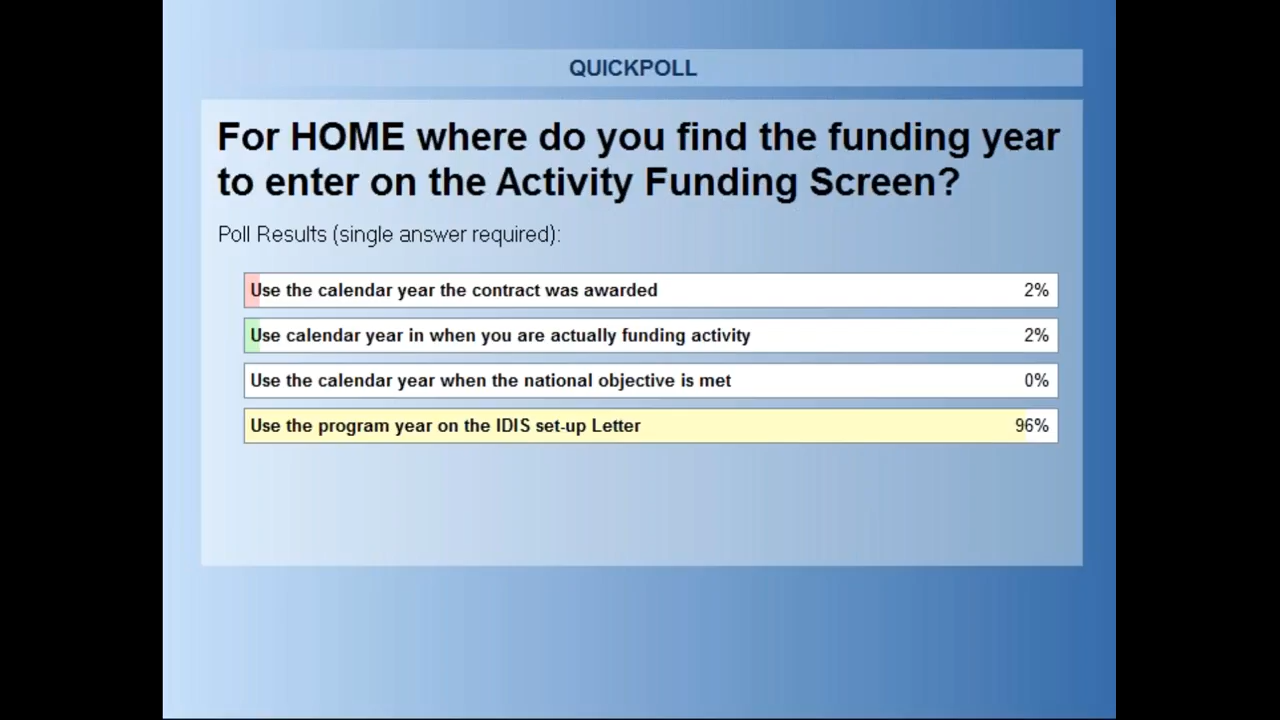 QUICKPOLL
For HOME where do you find the funding year
to enter on the Activity Funding Screen?
Poll Results (single answer required):
Use the calendar year the contract was awarded 2%
Use calendar year in when you are actually funding activity 2%
Use the calendar year when the national objective is met 0%
Use the program year on the IDIS set-up Letter 96%